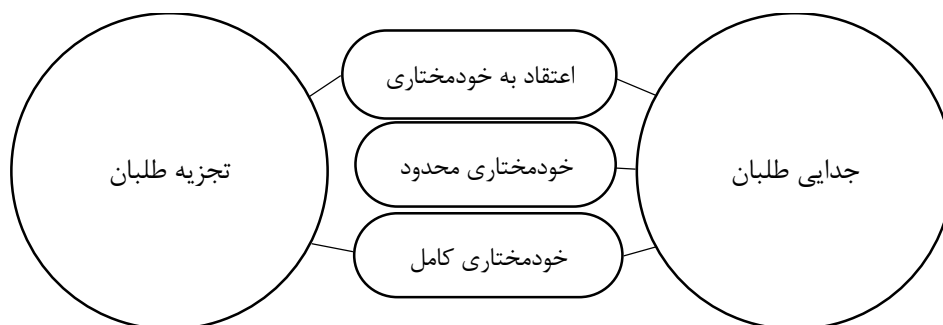 اعتقاد به خودمختاری
جدایی طلبان
خودمختاری محدود
تجزیه طلبان
خودمختاری کامل